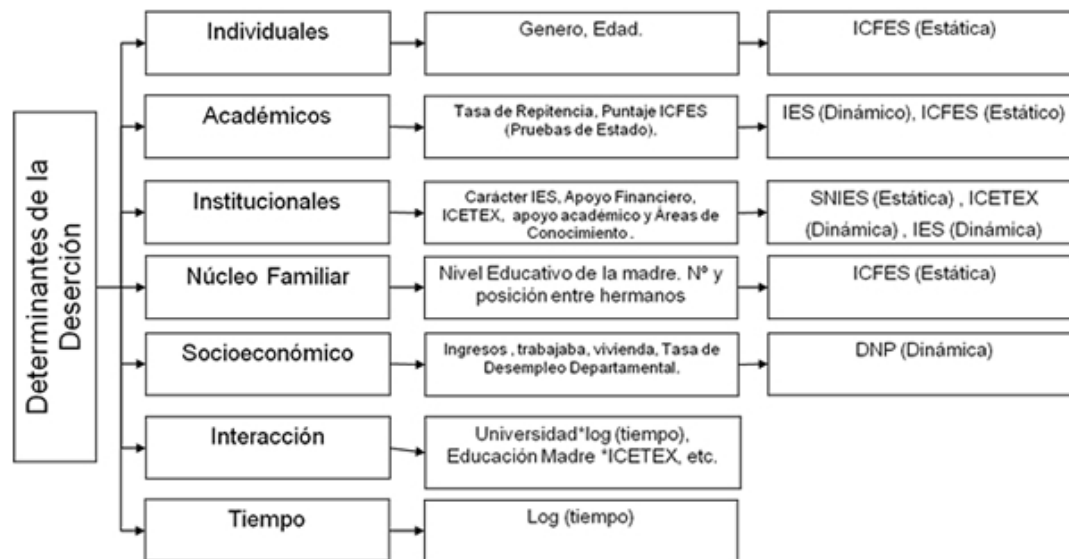 Determinantes de la
Deserción
Individuales
Genero, Edad.
ICFES (Estática)
Académicos
Tasa de Repitencia, Puntaje ICFES
(Pruebas de Estado).
IES (Dinámico), ICFES (Estático)
Institucionales
Carácter IES, Apoyo Financiero,
ICETEX, apoyo académico y Áreas de
Conocimiento .
SNIES (Estática) , ICETEX
(Dinámica) , IES (Dinámica)
Núcleo Familiar
Nivel Educativo de la madre. Nº y
posición entre hermanos
ICFES (Estática)
Socioeconómico
Ingresos , trabajaba, vivienda, Tasa de
Desempleo Departamental.
DNP (Dinámica)
Interacción
Universidad*log (tiempo),
Educación Madre *ICETEX, etc.
Tiempo
Log (tiempo)